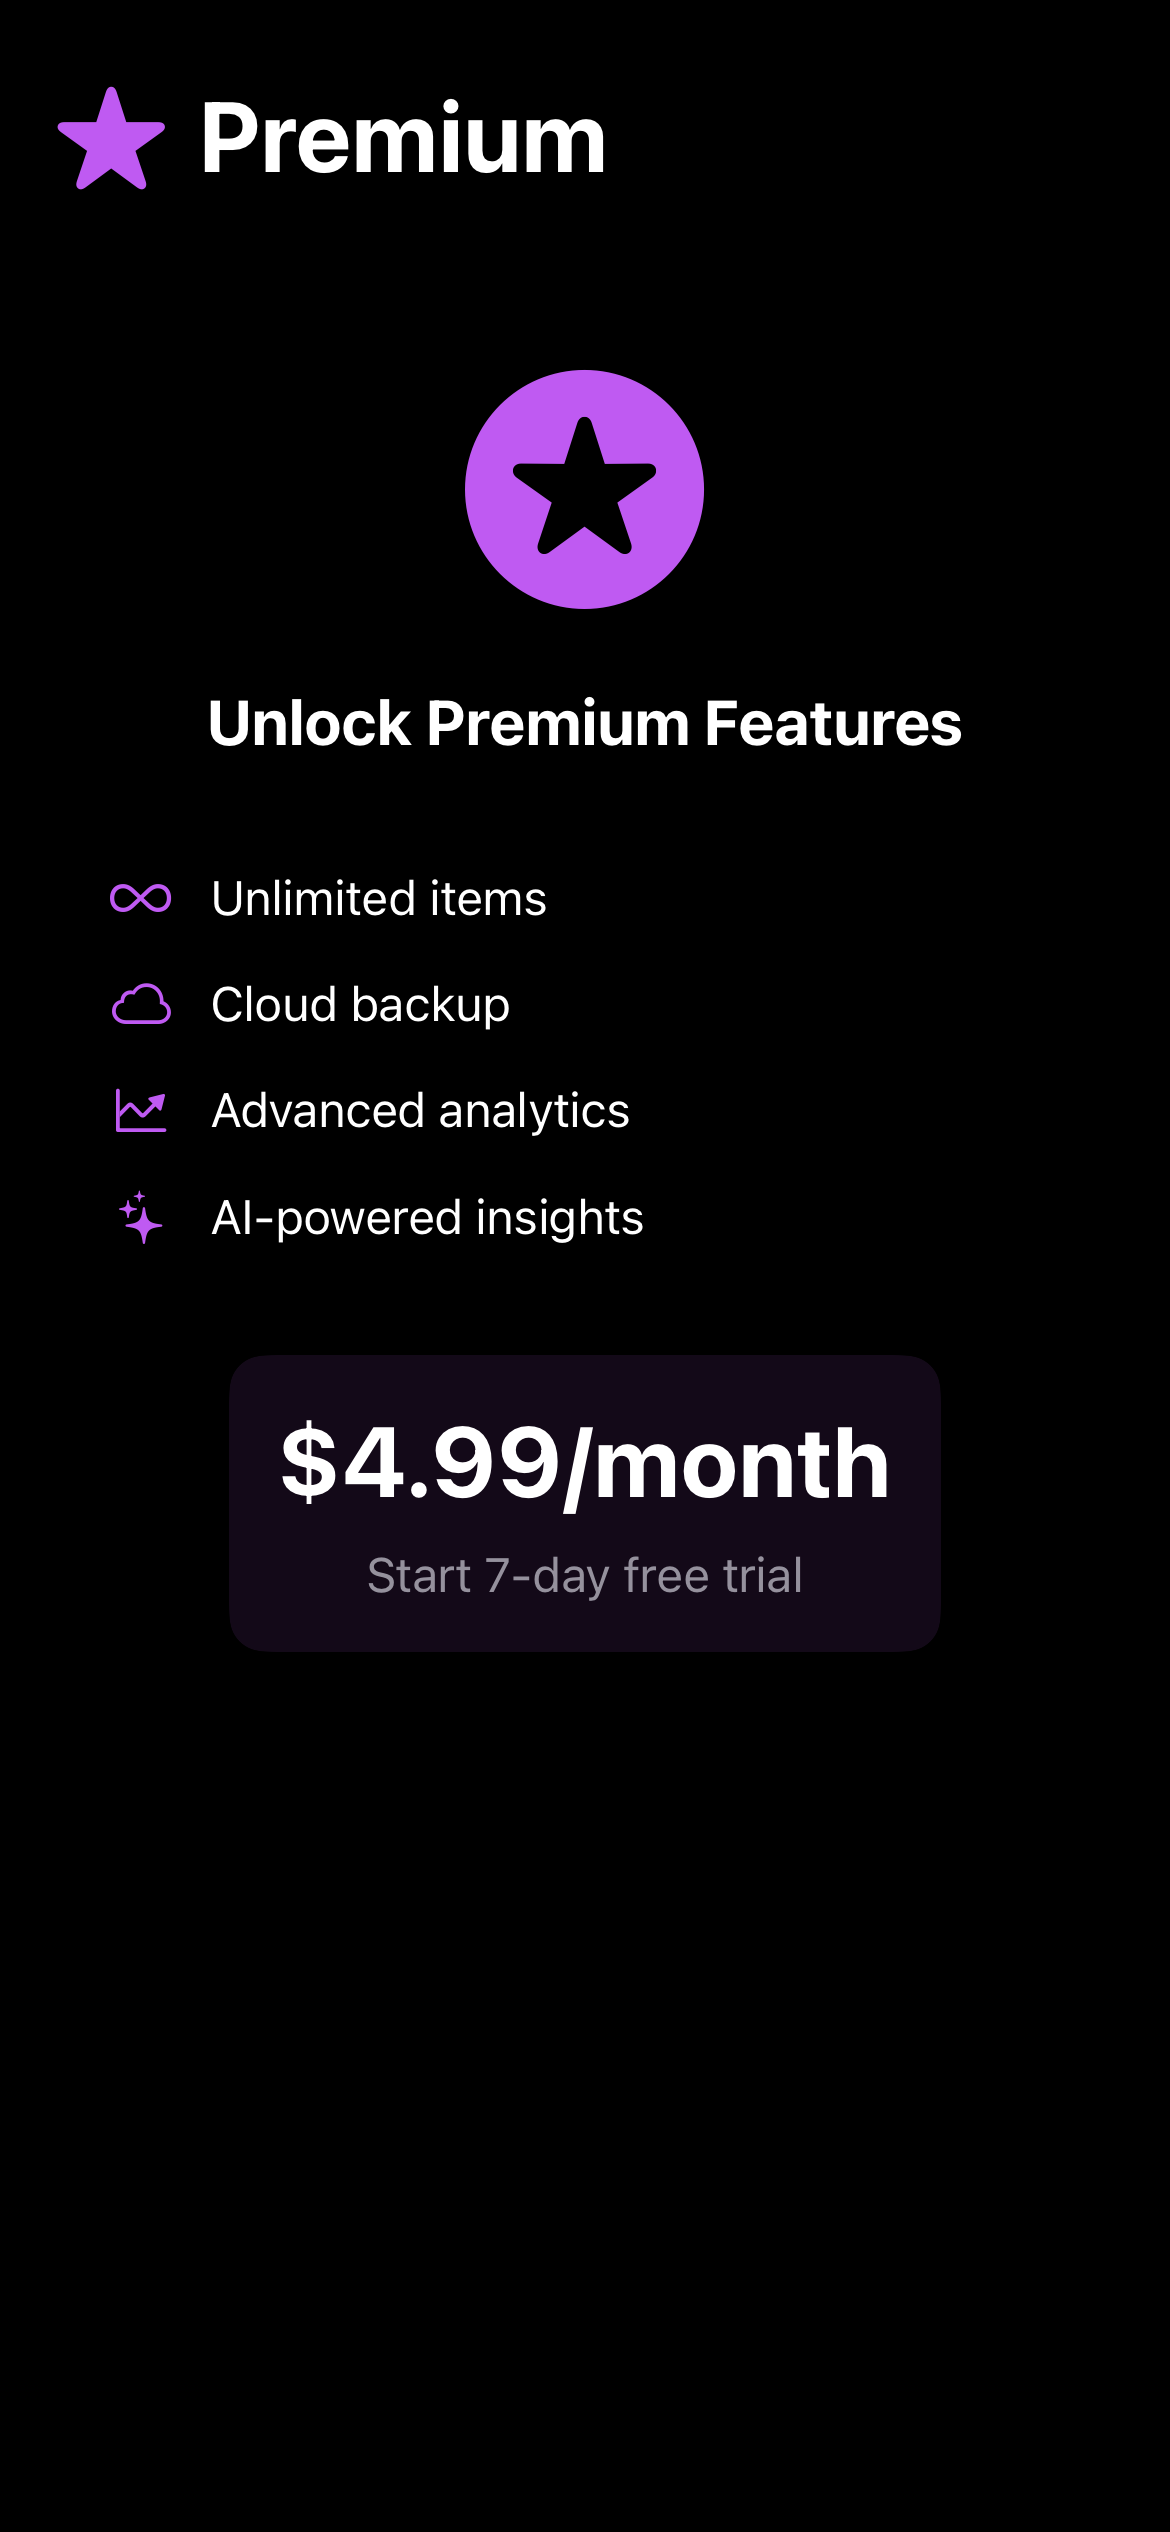 Premium
Unlock Premium Features
Unlimited items
Cloud backup
Advanced analytics
AI-powered insights
$4.99/month
Start 7-day free trial